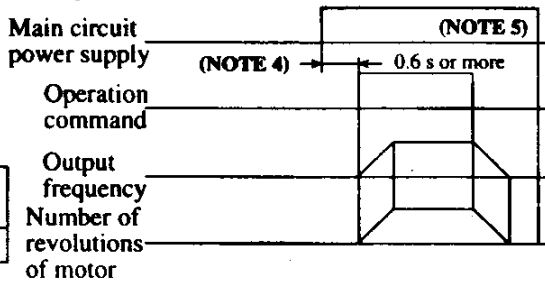 Main circuit
power supply
(NOTE 5)
(NOTE 4)
0.6 s or more
Operation
command
Output
frequency
Number of
revolutions
of motor